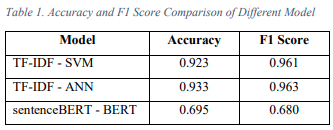 Table 1. Accuracy and F1 Score Comparison of Different Model
Model Accuracy F1 Score
TF-IDF - SVM 0.923 0.961
TF-IDF - ANN 0.933 0.963
sentenceBERT - BERT 0.695 0.680